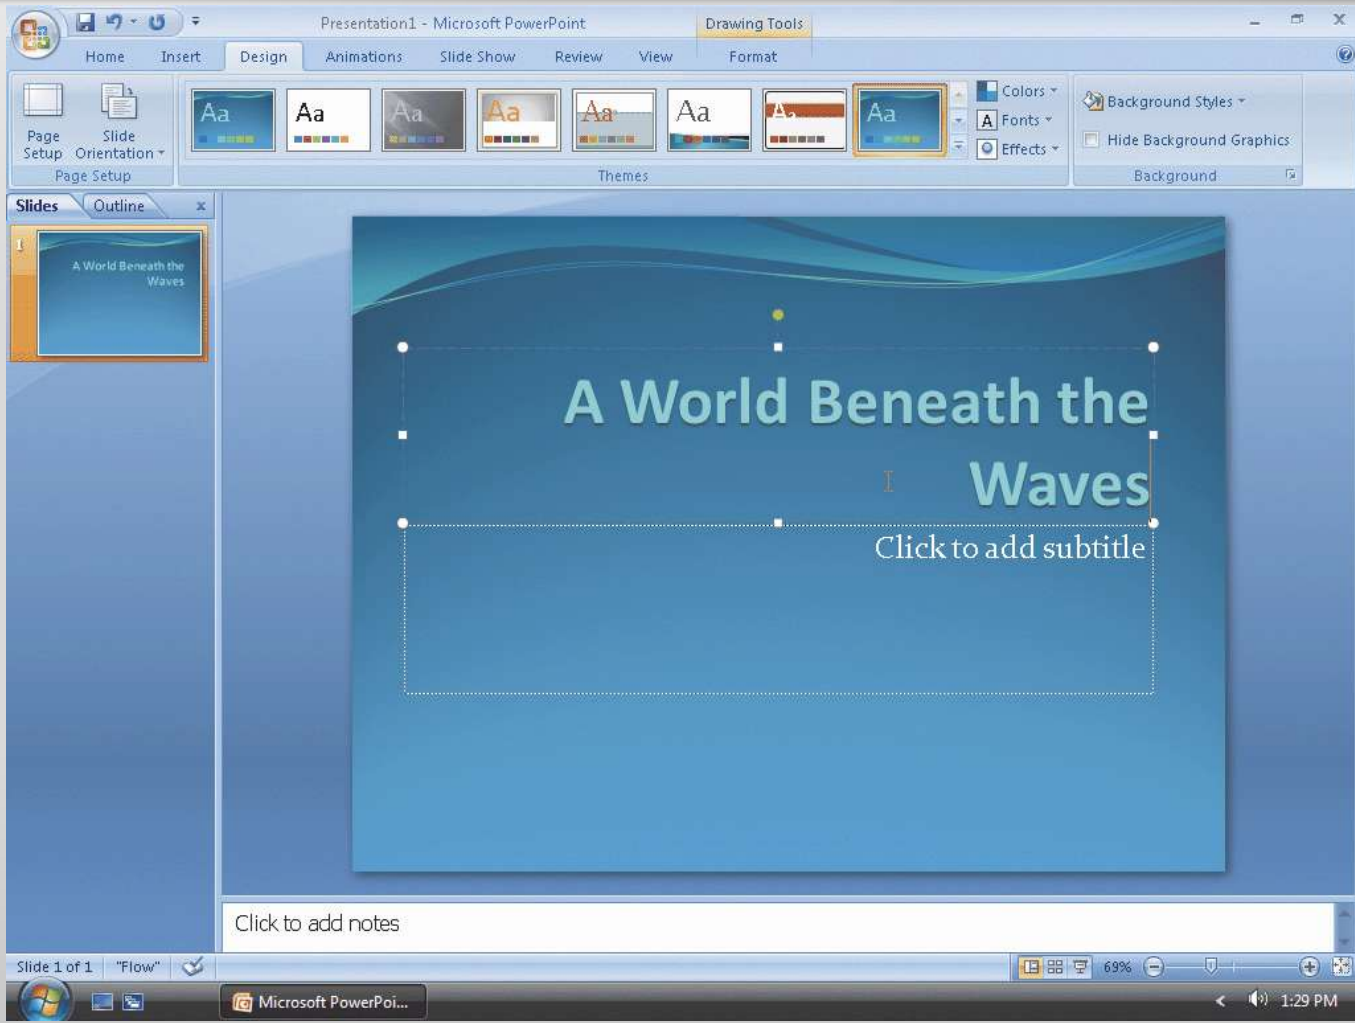 Presentation1 - Microsoft PowerPoint
Drawing Tools
Home Insert Design Animations Slide Show Review View Format
Aa Aa Aa Aa Aa Aa Aa Aa
Colors
Fonts
Effects
Background Styles
Hide Background Graphics
Page Setup
Slide Orientation
Page Setup
Themes
Background
Slides Outline x
1
A World Beneath the
Waves
A World Beneath the
Waves
Click to add subtitle
Click to add notes
Slide 1 of 1 "Flow" 69%
Microsoft PowerPoi...
1:29 PM